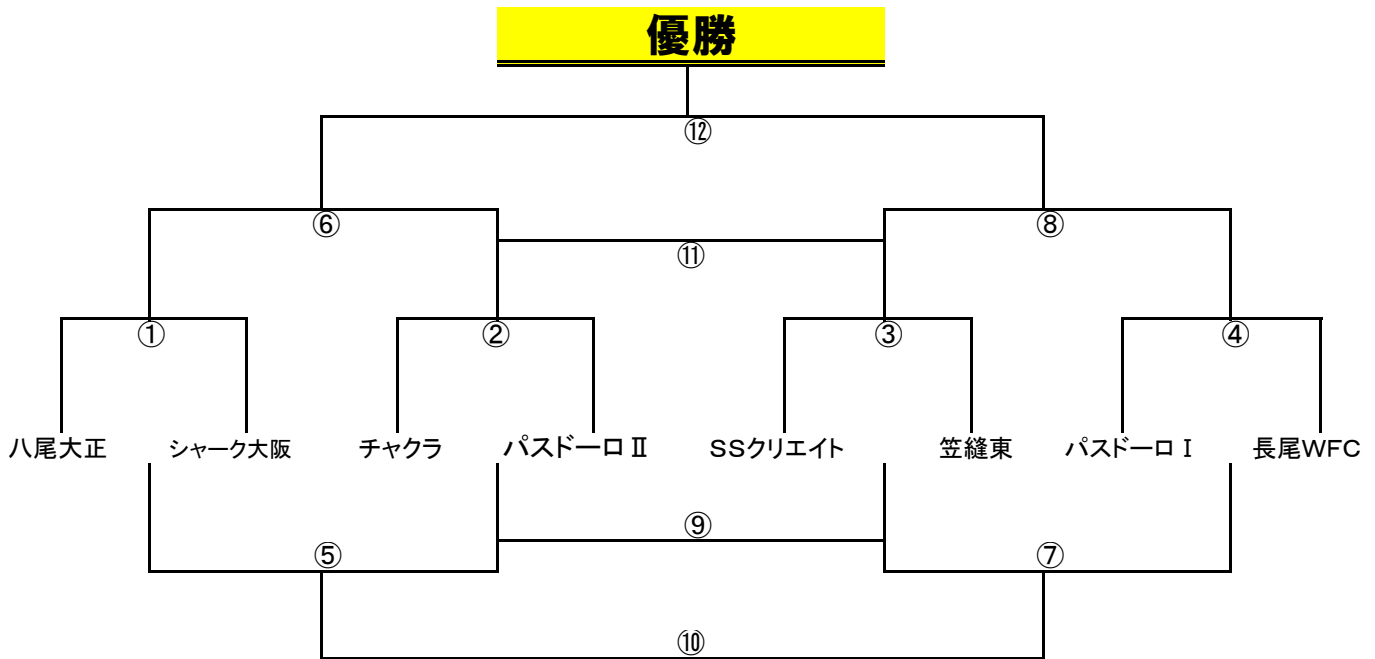 優勝
⑫
⑥ ⑧
⑪
① ② ③ ④
八尾大正 シャーク大阪 チャクラ パスドーロⅡ SSクリエイト 笠縫東 パスドーロⅠ 長尾WFC
⑨
⑤ ⑦
⑩